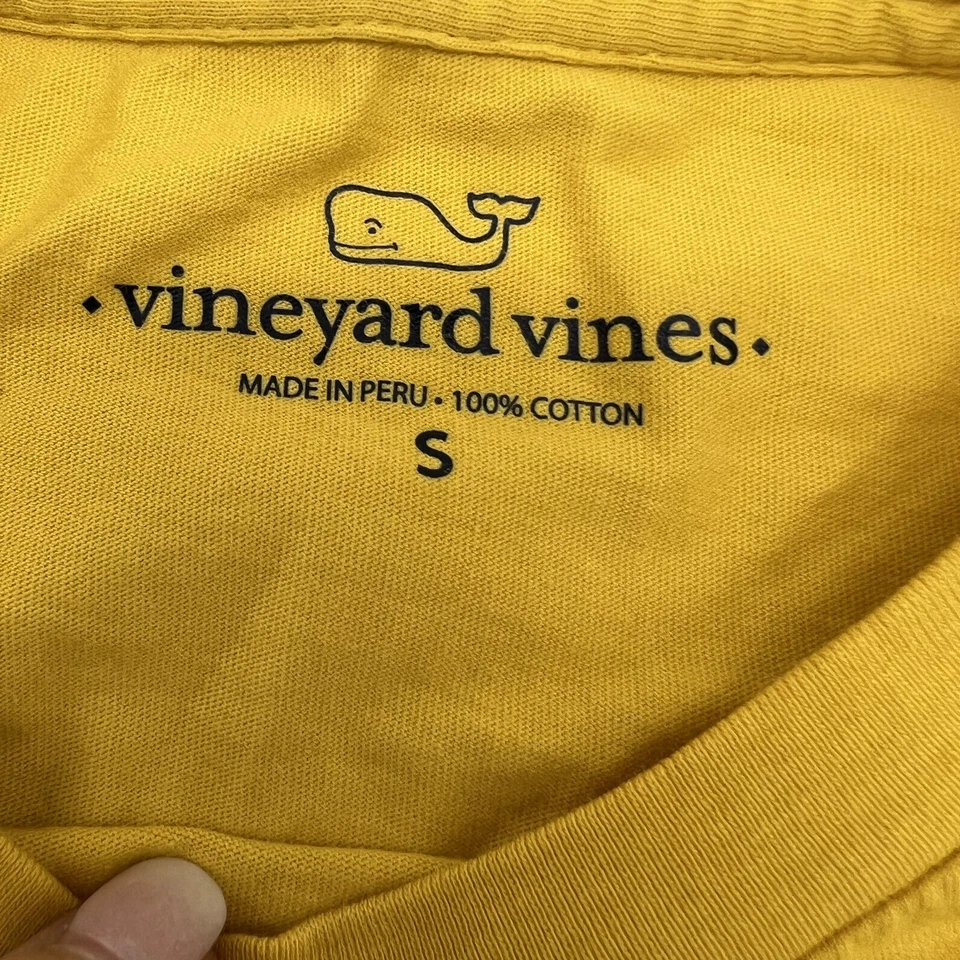 vineyard vines
MADE IN PERU • 100% COTTON
S